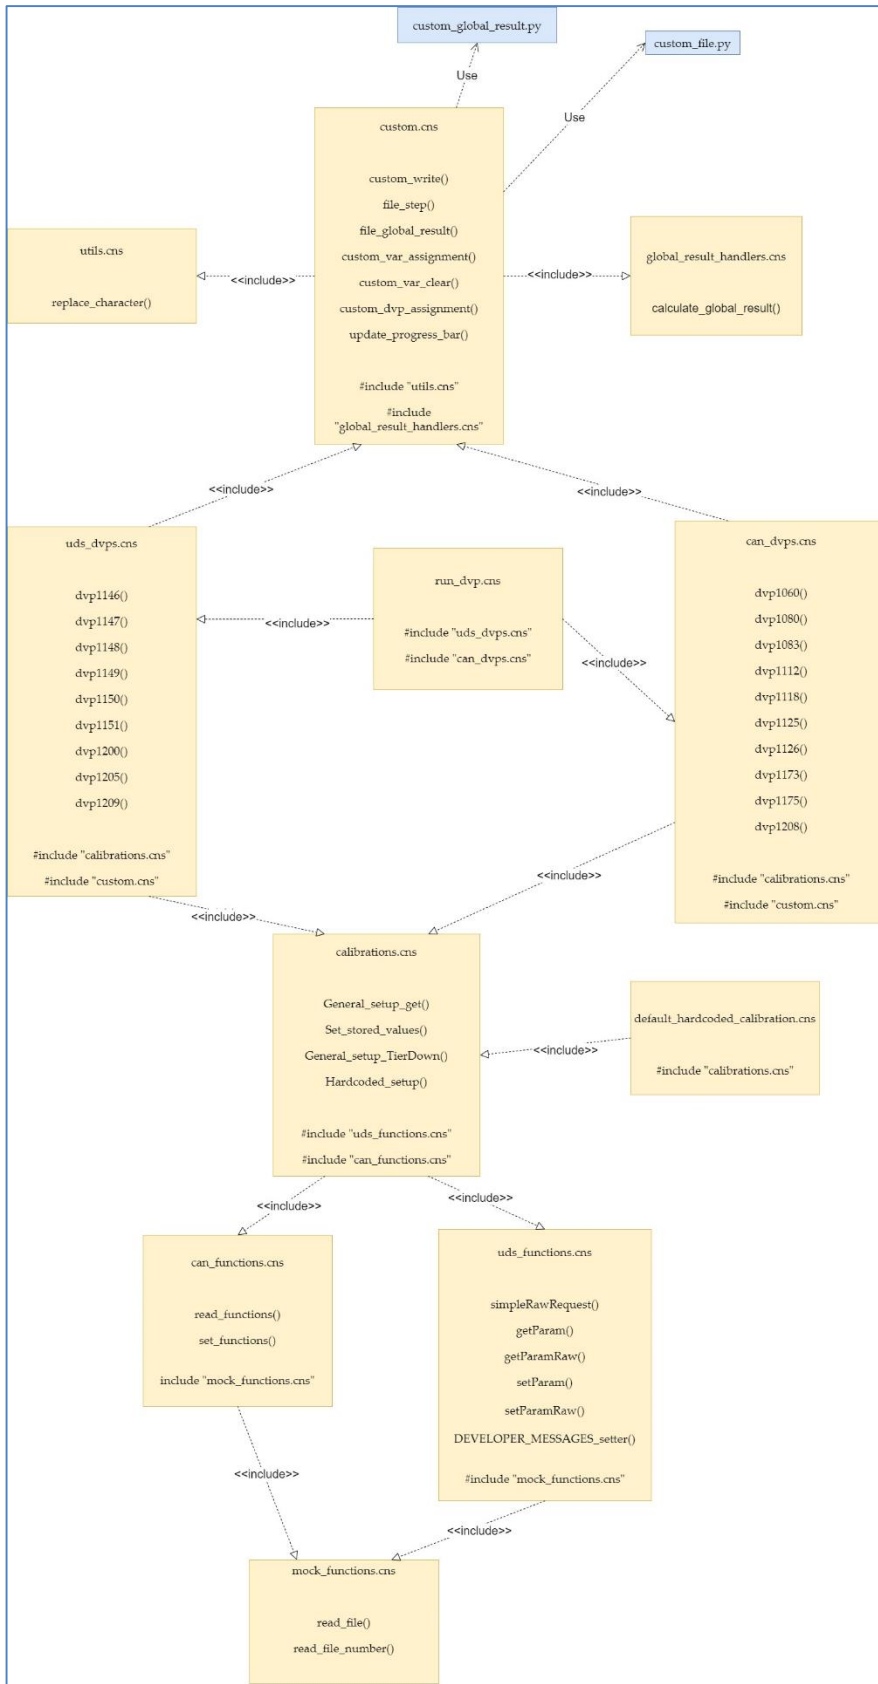 custom_global_result.py
custom_file.py
Use
Use
custom.cns
custom_write()
file_step()
file_global_result()
custom_var_assignment()
custom_var_clear()
custom_dvp_assignment()
update_progress_bar()
#include "utils.cns"
#include
"global_result_handlers.cns"
utils.cns
replace_character()
<<include>>
<<include>>
global_result_handlers.cns
calculate_global_result()
<<include>>
<<include>>
uds_dvps.cns
dvp1146()
dvp1147()
dvp1148()
dvp1149()
dvp1150()
dvp1151()
dvp1200()
dvp1205()
dvp1209()
#include "calibrations.cns"
#include "custom.cns"
<<include>>
run_dvp.cns
#include "uds_dvps.cns"
#include "can_dvps.cns"
<<include>>
can_dvps.cns
dvp1060()
dvp1080()
dvp1083()
dvp1112()
dvp1118()
dvp1125()
dvp1126()
dvp1173()
dvp1175()
dvp1208()
#include "calibrations.cns"
#include "custom.cns"
<<include>>
<<include>>
calibrations.cns
General_setup_get()
Set_stored_values()
General_setup_TierDown()
Hardcoded_setup()
#include "uds_functions.cns"
#include "can_functions.cns"
<<include>>
default_hardcoded_calibration.cns
#include "calibrations.cns"
<<include>>
<<include>>
can_functions.cns
read_functions()
set_functions()
include "mock_functions.cns"
uds_functions.cns
simpleRawRequest()
getParam()
getParamRaw()
setParam()
setParamRaw()
DEVELOPER_MESSAGES_setter()
#include "mock_functions.cns"
<<include>>
<<include>>
mock_functions.cns
read_file()
read_file_number()